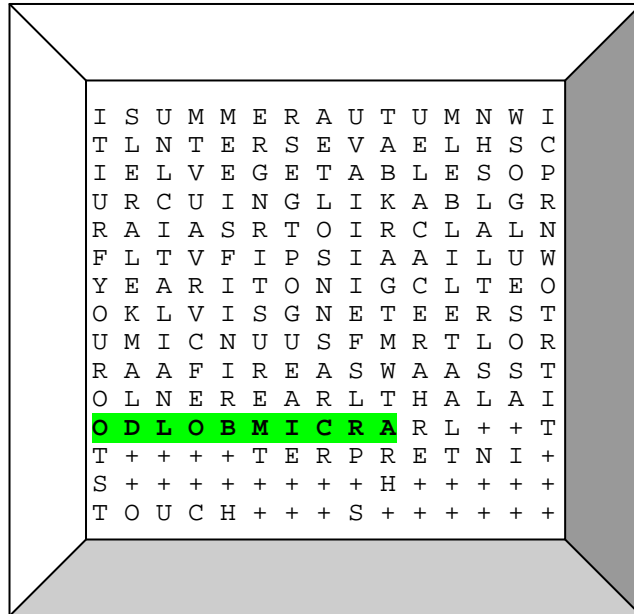 I S U M M E R A U T U M N W I
T L N T E R S E V A E L H S C
I E L V E G E T A B L E S O P
U R C U I N G L I K A B L G R
R A I A S R T O I R C L A L N
F L T V F I P S I A A I L U W
Y E A R I T O N I G C L T E O
O K L V I S G N E T E E R S T
U M I C N U U S F M R T L O R
R A A F I R E A S W A A S S T
O L N E R E A R L T H A L A I
O D L O B M I C R A R L + + T
T + + + + T E R P R E T N I +
S + + + + + + + + H + + + + +
T O U C H + + + S + + + + + +